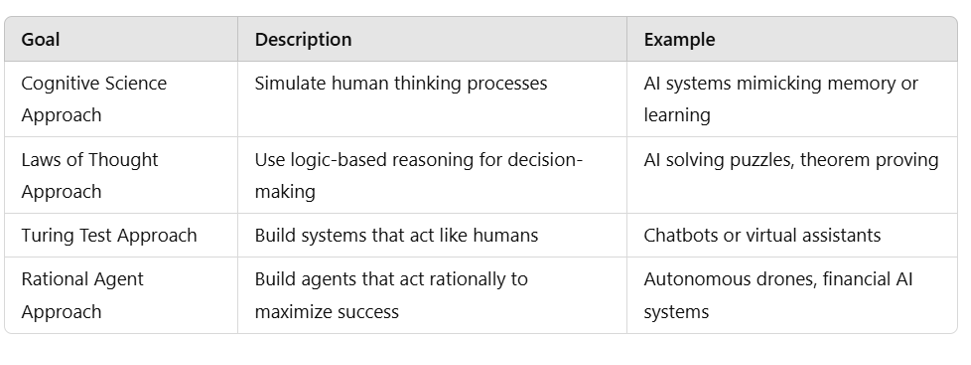 Goal Description Example
Cognitive Science Approach Simulate human thinking processes AI systems mimicking memory or learning
Laws of Thought Approach Use logic-based reasoning for decision-making AI solving puzzles, theorem proving
Turing Test Approach Build systems that act like humans Chatbots or virtual assistants
Rational Agent Approach Build agents that act rationally to maximize success Autonomous drones, financial AI systems